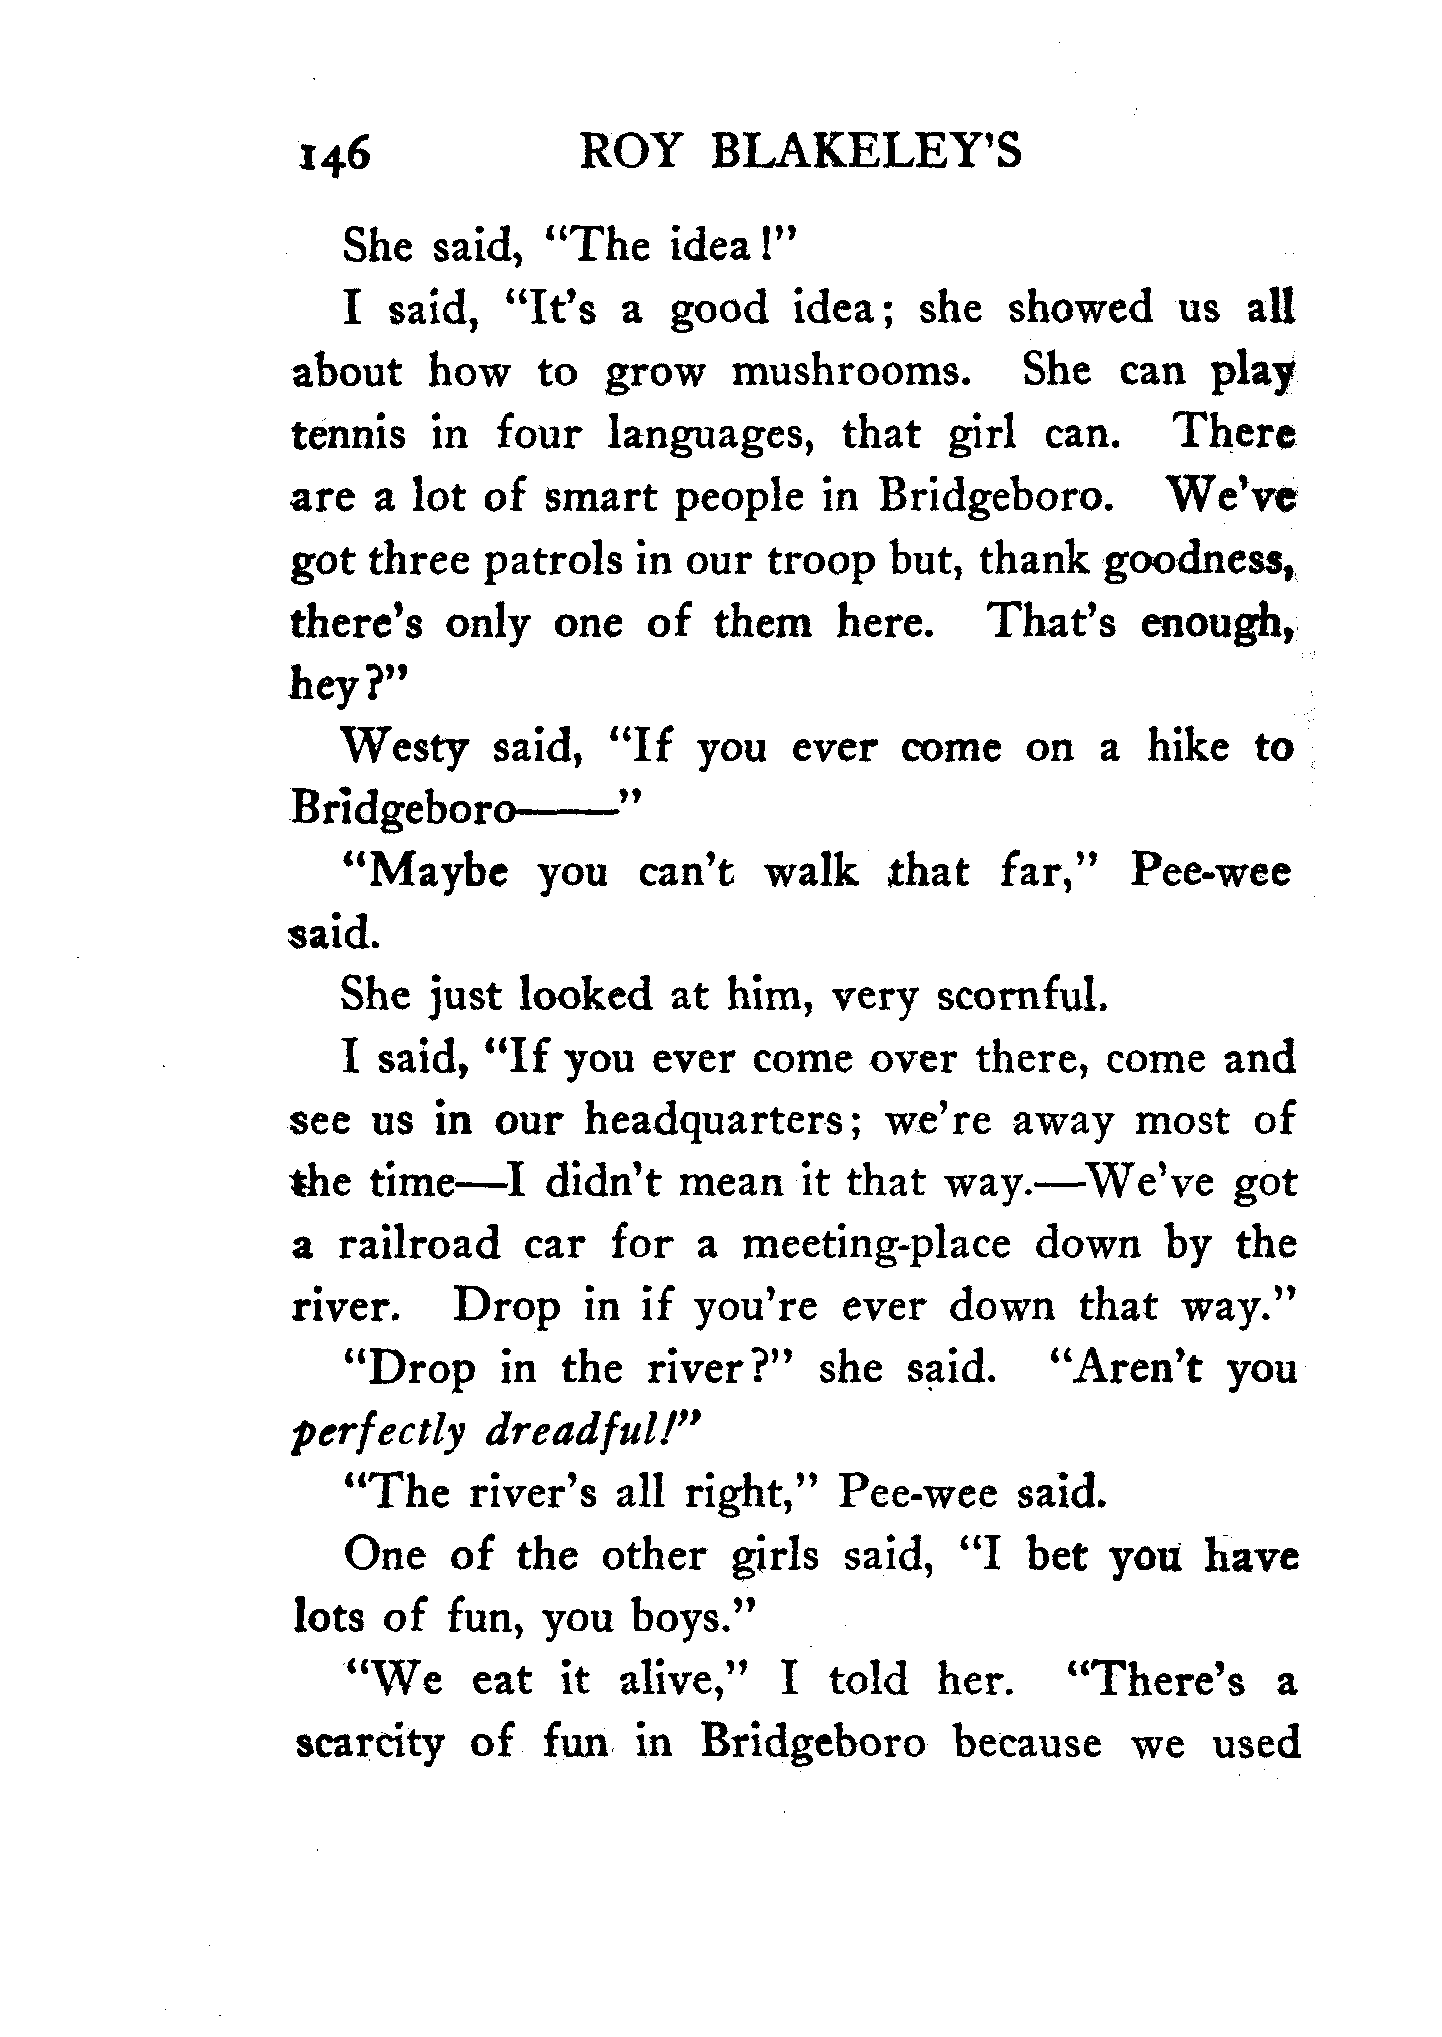 146 ROY BLAKELEY'S
She said, "The idea!"
I said, "It's a good idea; she showed us all
about how to grow mushrooms. She can play
tennis in four languages, that girl can. There
are a lot of smart people in Bridgeboro. We've
got three patrols in our troop but, thank goodness,
there's only one of them here. That's enough,
hey?"
Westy said, "If you ever come on a hike to
Bridgeboro——"
"Maybe you can't walk that far," Pee-wee
said.
She just looked at him, very scornful.
I said, "If you ever come over there, come and
see us in our headquarters; we're away most of
the time—I didn't mean it that way.—We've got
a railroad car for a meeting-place down by the
river. Drop in if you're ever down that way."
"Drop in the river?" she said. "Aren't you
perfectly dreadful!"
"The river's all right," Pee-wee said.
One of the other girls said, "I bet you have
lots of fun, you boys."
"We eat it alive," I told her. "There's a
scarcity of fun in Bridgeboro because we used